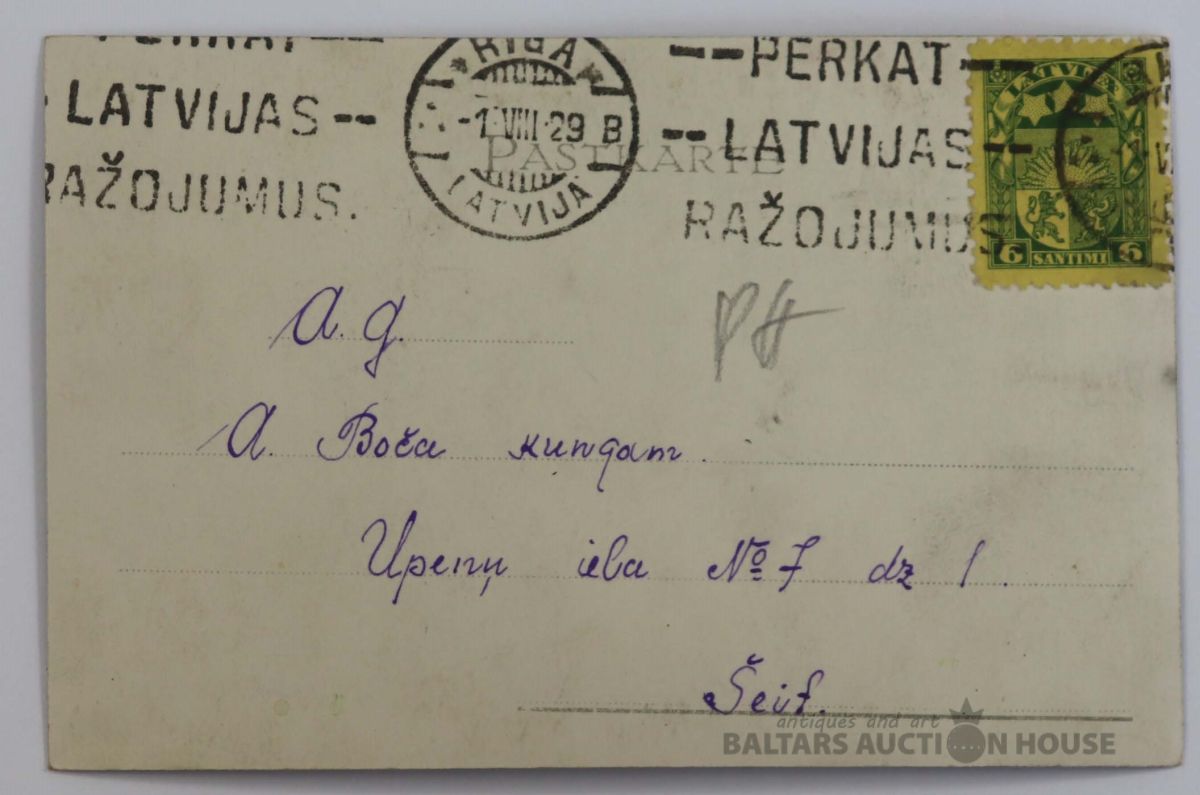 PERKAT --
LATVIJAS --
RAŽOJUMUS.
RIGA
-1. VIII 29 B
LATVIJA
-- PERKAT --
-- LATVIJAS --
RAŽOJUMUS
PASTKARTE
LATVIJA
6 SANTIMI 6
A. g.
A. Boča kungam.
Upeņu iela № 7 dz 1.
Šeit.
antiques and art
BALTARS AUCTION HOUSE